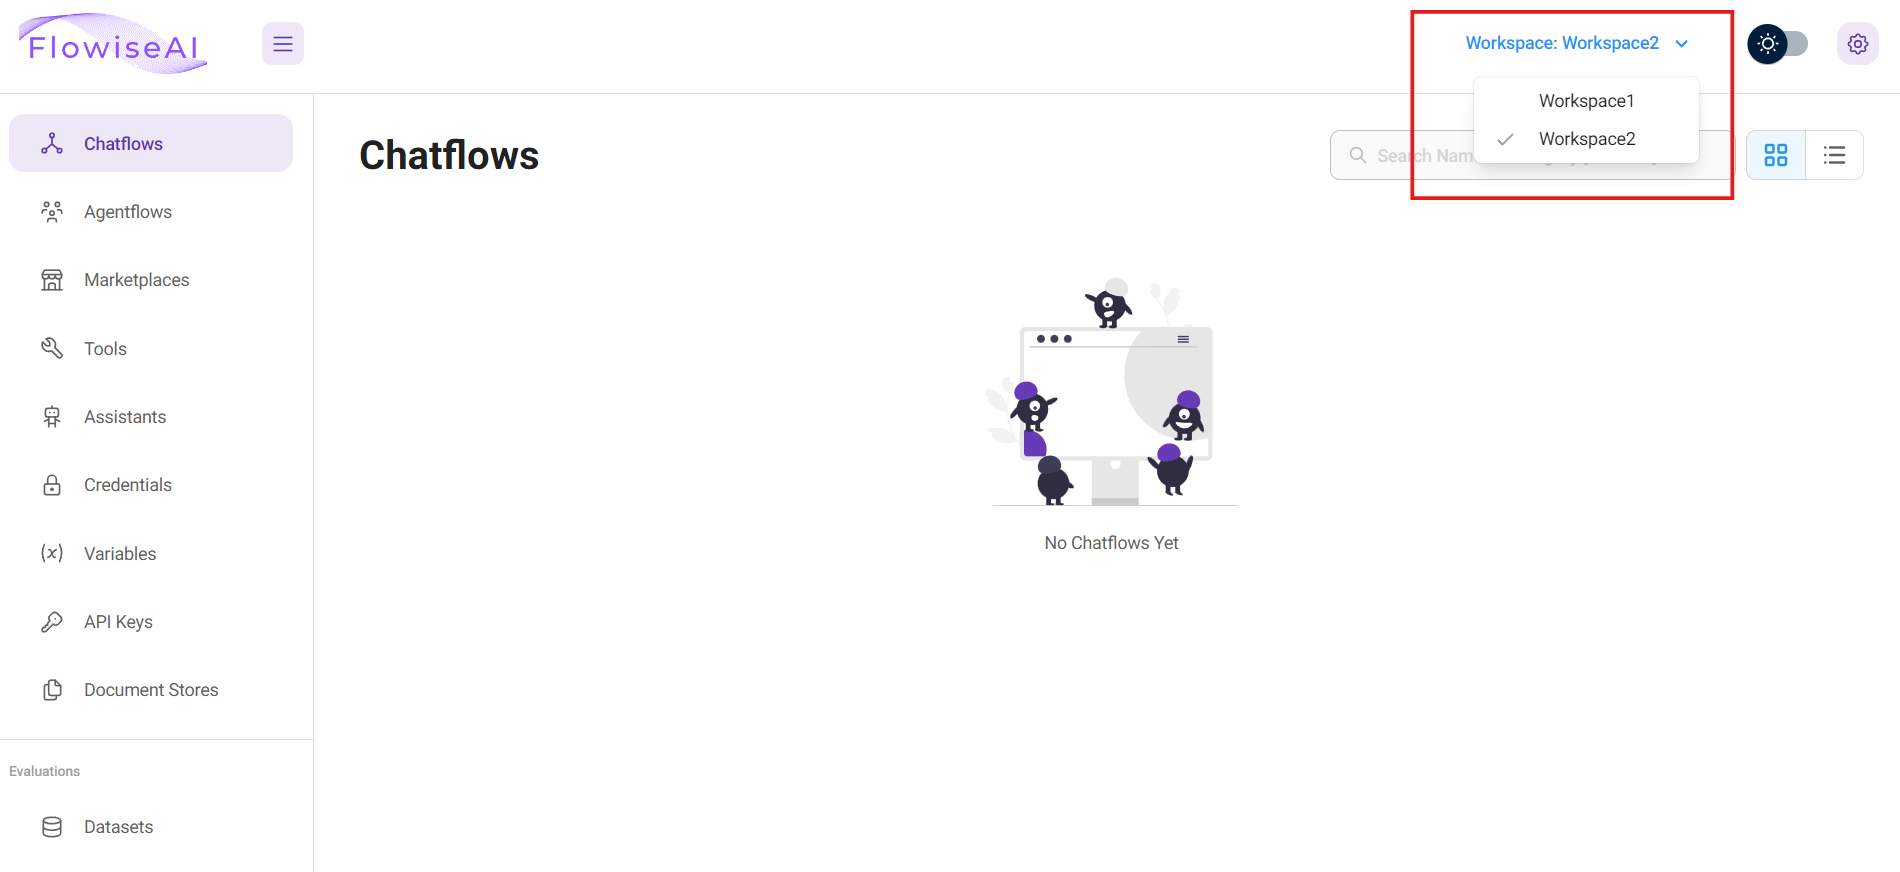 FlowiseAI
Workspace: Workspace2
Workspace1
Workspace2
Chatflows
Agentflows
Marketplaces
Tools
Assistants
Credentials
Variables
API Keys
Document Stores
Evaluations
Datasets
Chatflows
Search
No Chatflows Yet